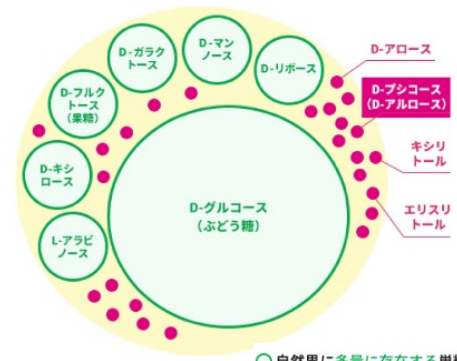 D-ガラク
トース
D-マン
ノース
D-リボース
D-フルク
トース
(果糖)
D-キシ
ロース
L-アラビ
ノース
D-グルコース
(ぶどう糖)
D-アロース
D-プシコース
(D-アルロース)
キシリ
トール
エリスリ
トール
自然界に多量に存在する単